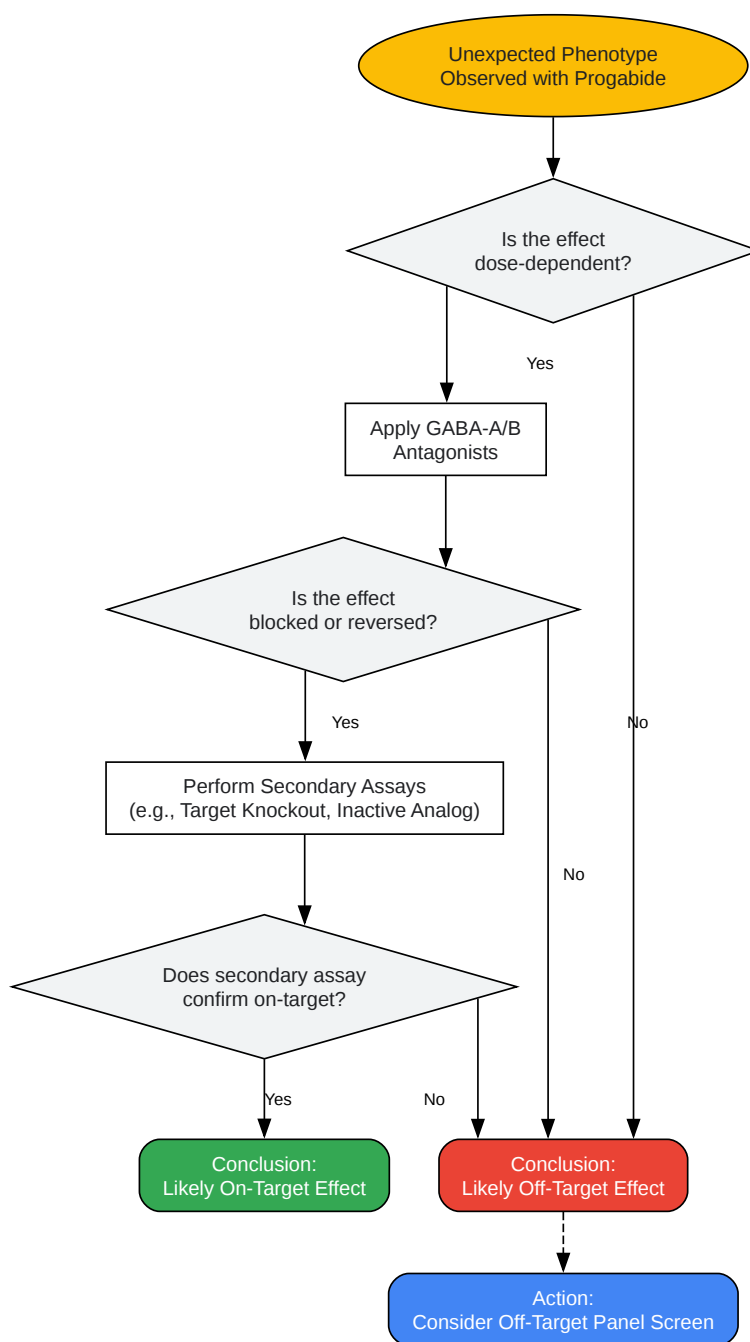 Unexpected Phenotype
Observed with Progabide
Is the effect
dose-dependent?
Yes
Apply GABA-A/B
Antagonists
Is the effect
blocked or reversed?
Yes
No
Perform Secondary Assays
(e.g., Target Knockout, Inactive Analog)
No
Does secondary assay
confirm on-target?
Yes
No
Conclusion:
Likely On-Target Effect
Conclusion:
Likely Off-Target Effect
Action:
Consider Off-Target Panel Screen